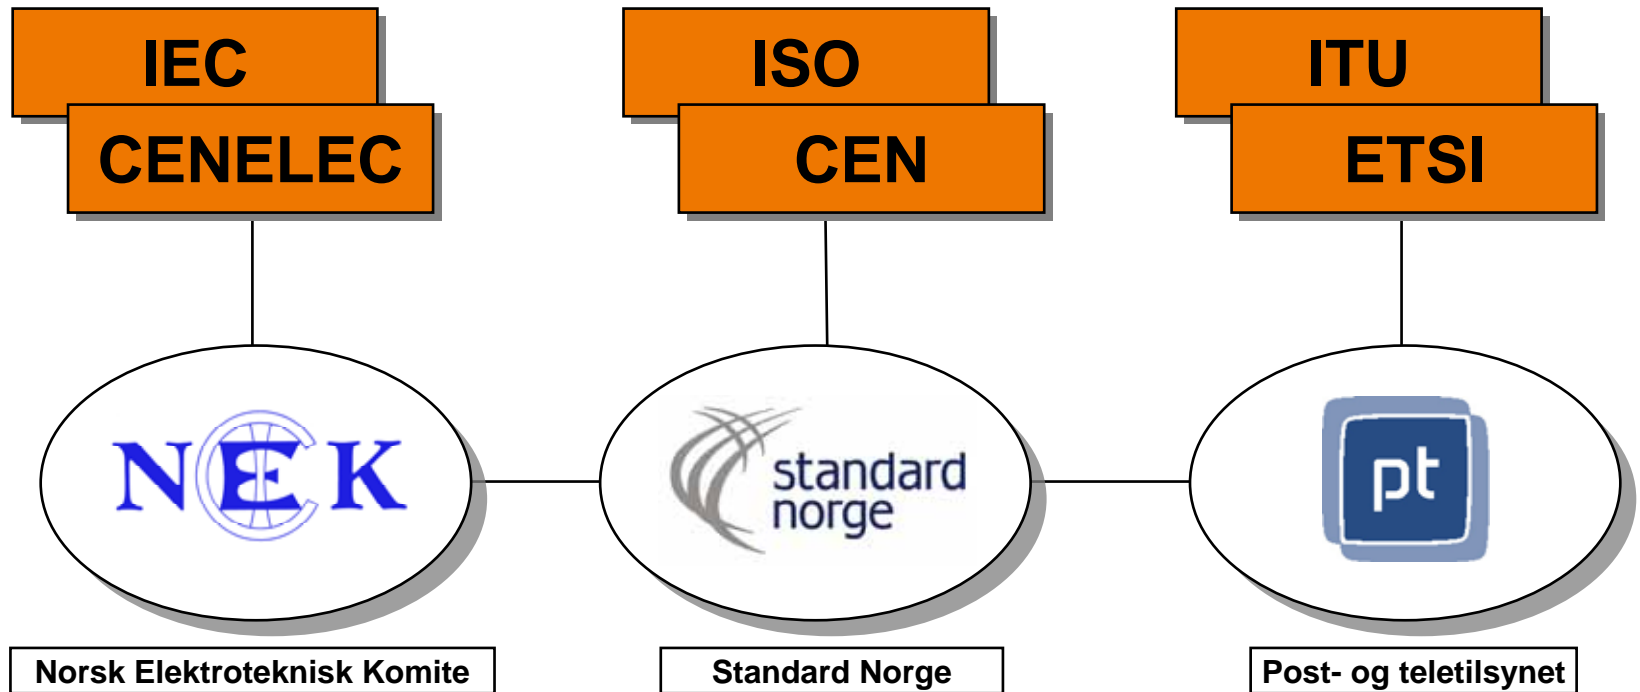 IEC
CENELEC
ISO
CEN
ITU
ETSI
NEK
standard
norge
pt
Norsk Elektroteknisk Komite
Standard Norge
Post- og teletilsynet